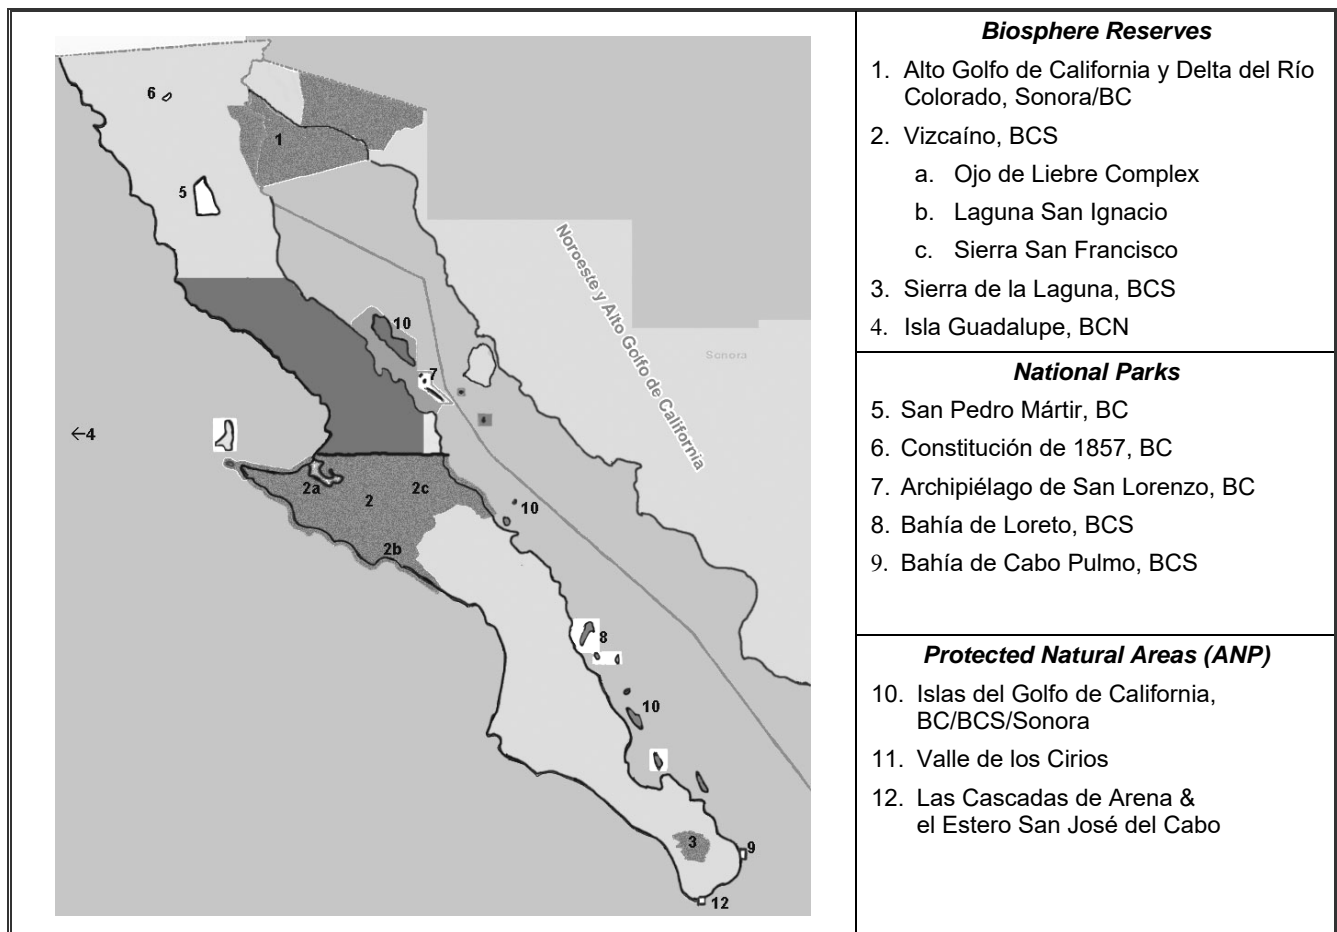 6
1
5
10
7
←4
2a
2
2c
2b
10
8
10
3
9
12
Noroeste y Alto Golfo de California
Sonora
Biosphere Reserves
1. Alto Golfo de California y Delta del Río
Colorado, Sonora/BC
2. Vizcaíno, BCS
a. Ojo de Liebre Complex
b. Laguna San Ignacio
c. Sierra San Francisco
3. Sierra de la Laguna, BCS
4. Isla Guadalupe, BCN
National Parks
5. San Pedro Mártir, BC
6. Constitución de 1857, BC
7. Archipiélago de San Lorenzo, BC
8. Bahía de Loreto, BCS
9. Bahía de Cabo Pulmo, BCS
Protected Natural Areas (ANP)
10. Islas del Golfo de California,
BC/BCS/Sonora
11. Valle de los Cirios
12. Las Cascadas de Arena &
el Estero San José del Cabo